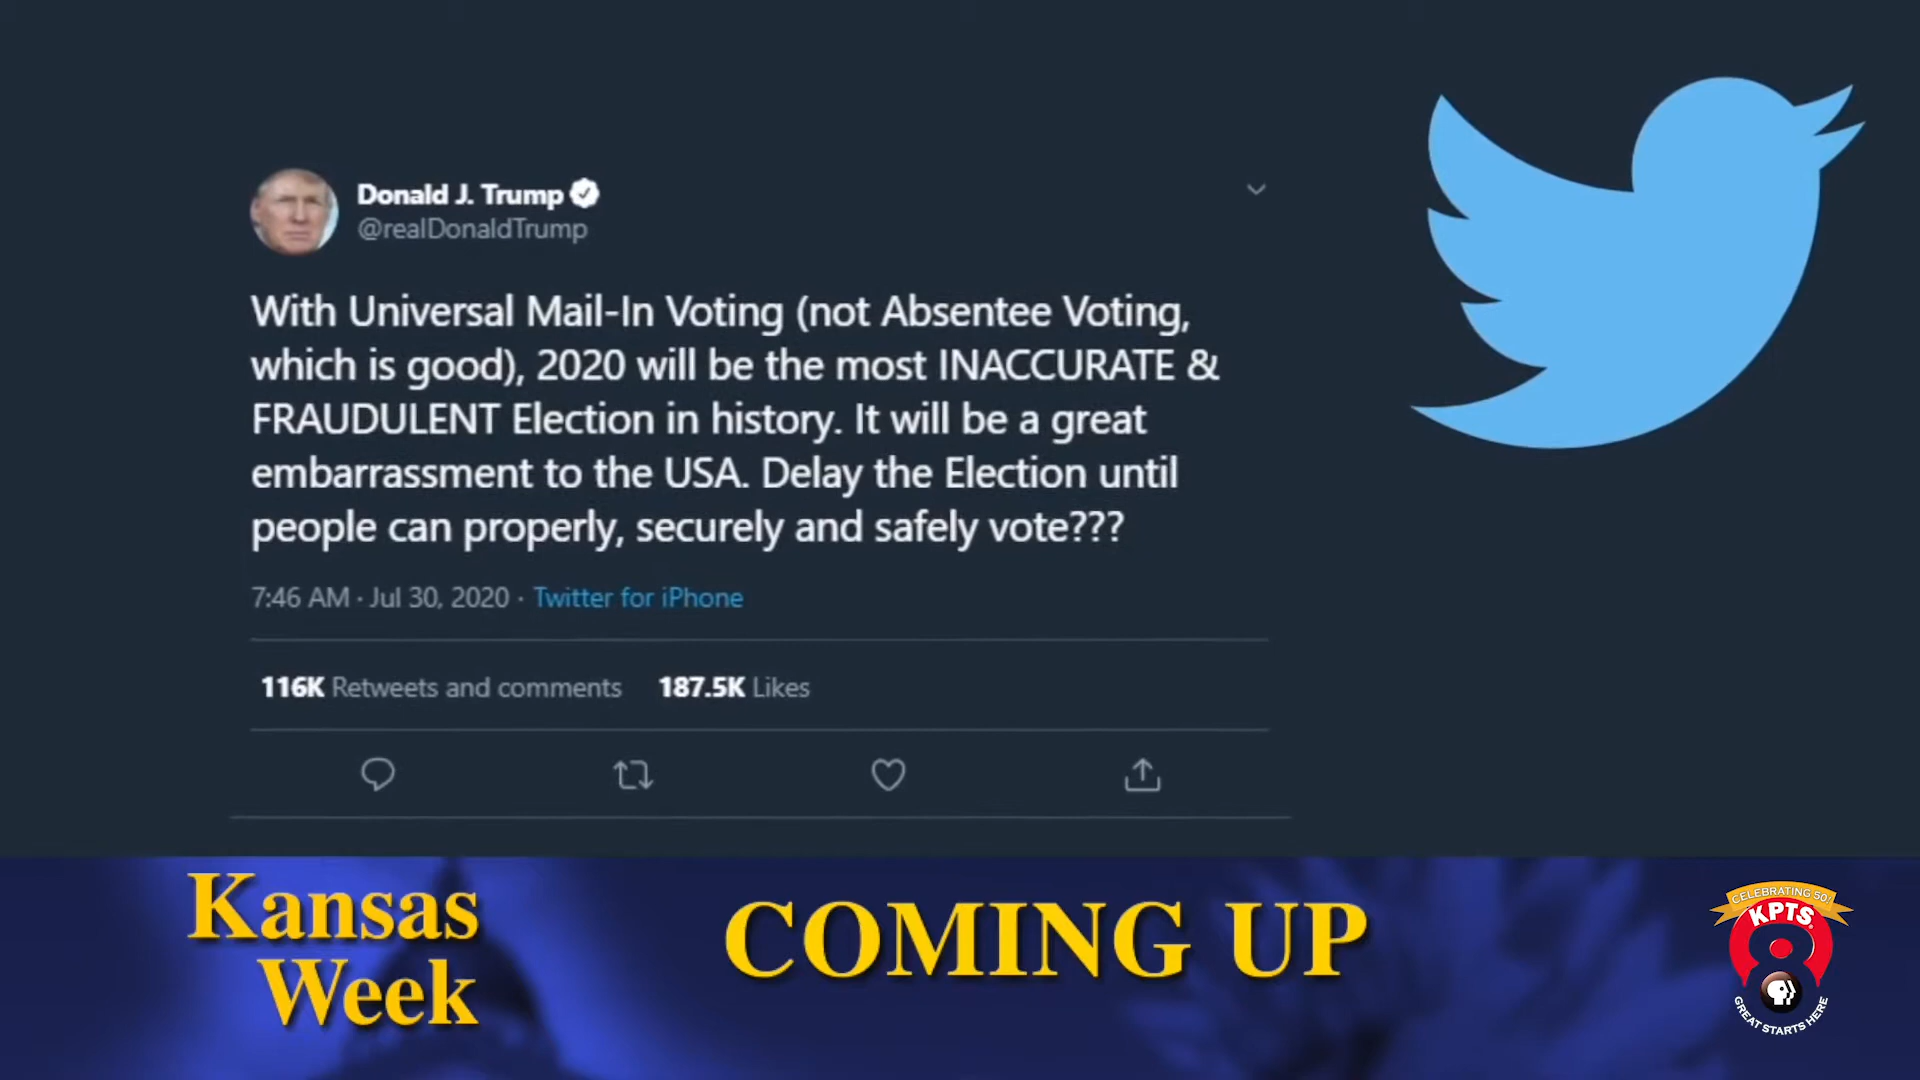 Donald J. Trump
@realDonaldTrump
With Universal Mail-In Voting (not Absentee Voting,
which is good), 2020 will be the most INACCURATE &
FRAUDULENT Election in history. It will be a great
embarrassment to the USA. Delay the Election until
people can properly, securely and safely vote???
7:46 AM · Jul 30, 2020 · Twitter for iPhone
116K Retweets and comments 187.5K Likes
Kansas
Week
COMING UP
CELEBRATING 50!
KPTS
8
GREAT STARTS HERE